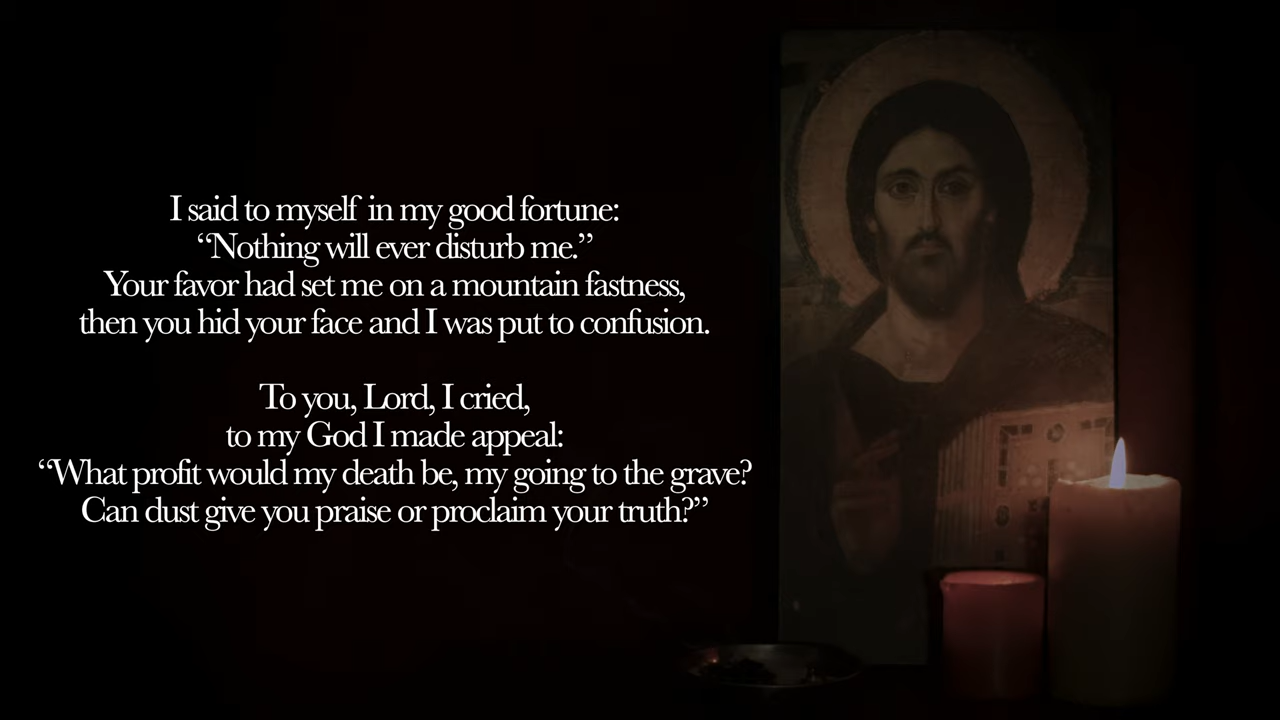 I said to myself in my good fortune:
“Nothing will ever disturb me.”
Your favor had set me on a mountain fastness,
then you hid your face and I was put to confusion.
To you, Lord, I cried,
to my God I made appeal:
“What profit would my death be, my going to the grave?
Can dust give you praise or proclaim your truth?”